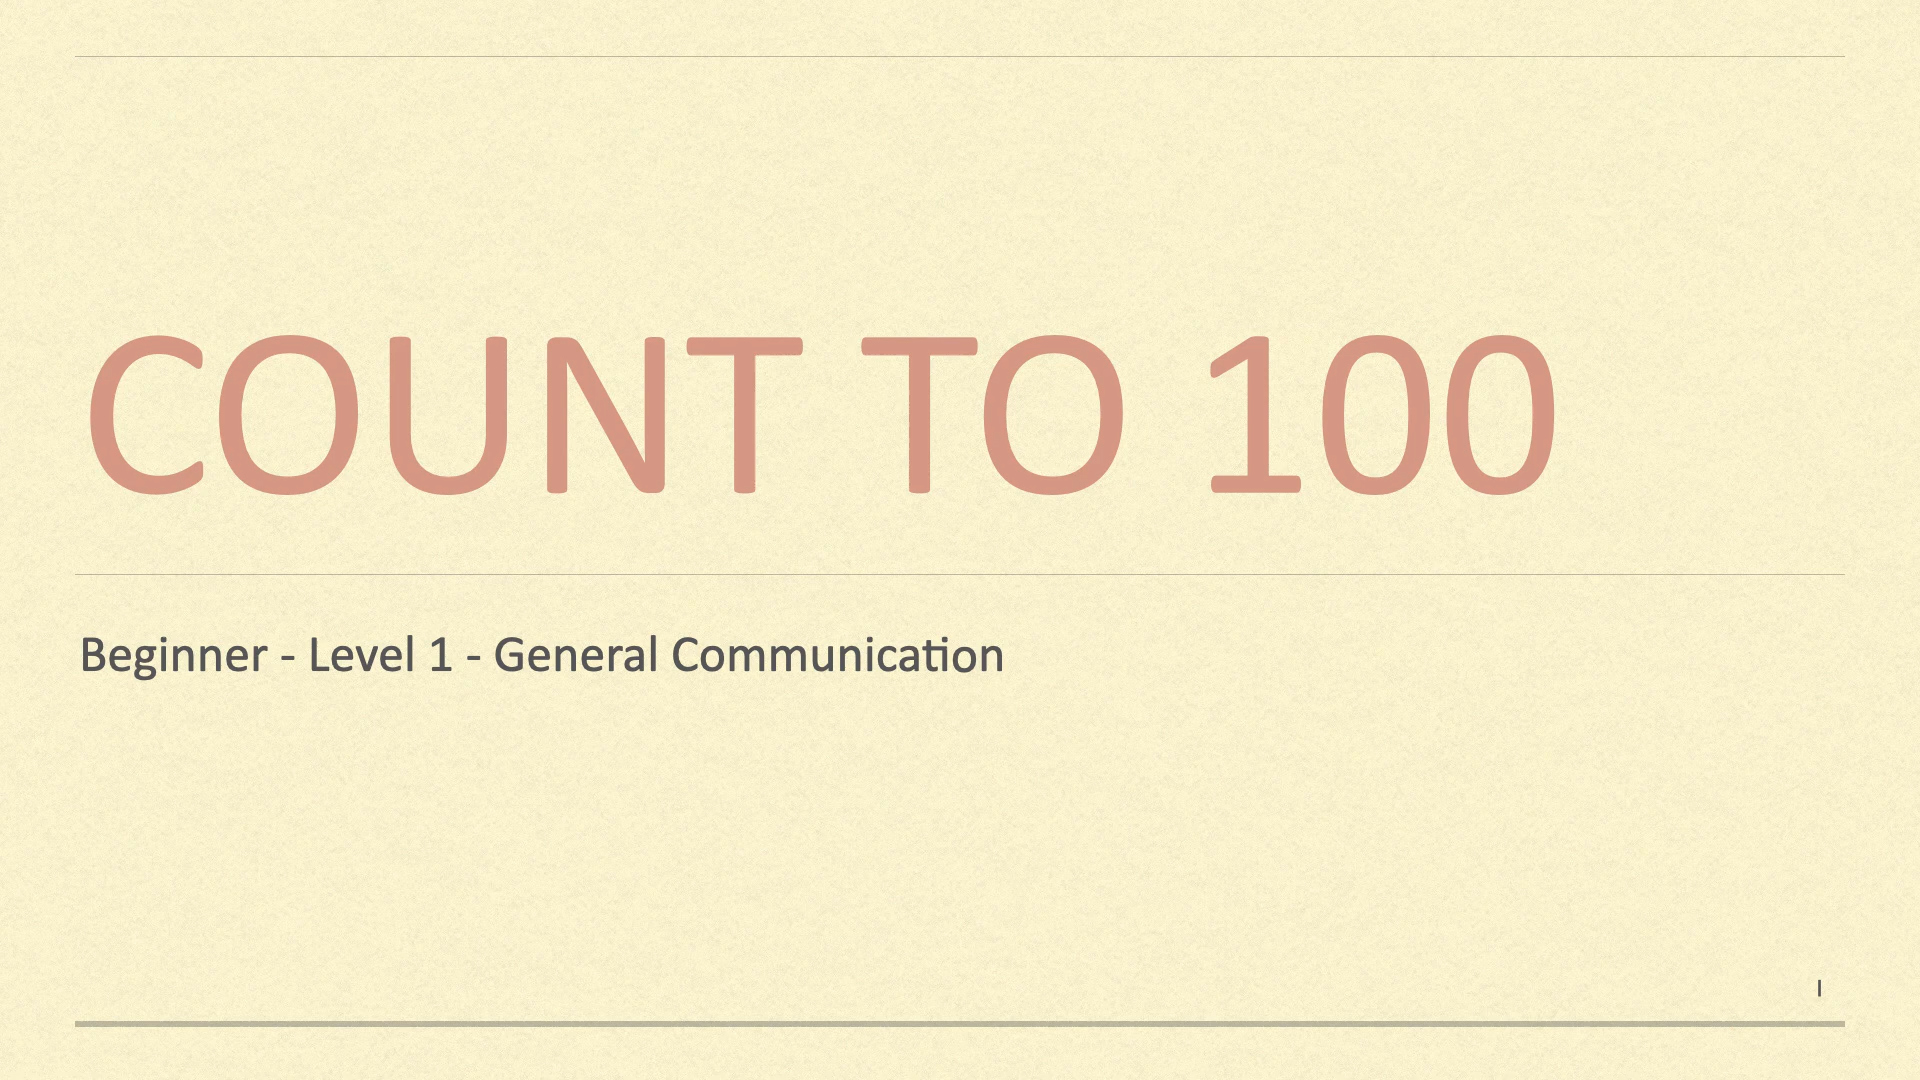 COUNT TO 100
Beginner - Level 1 - General Communication
1